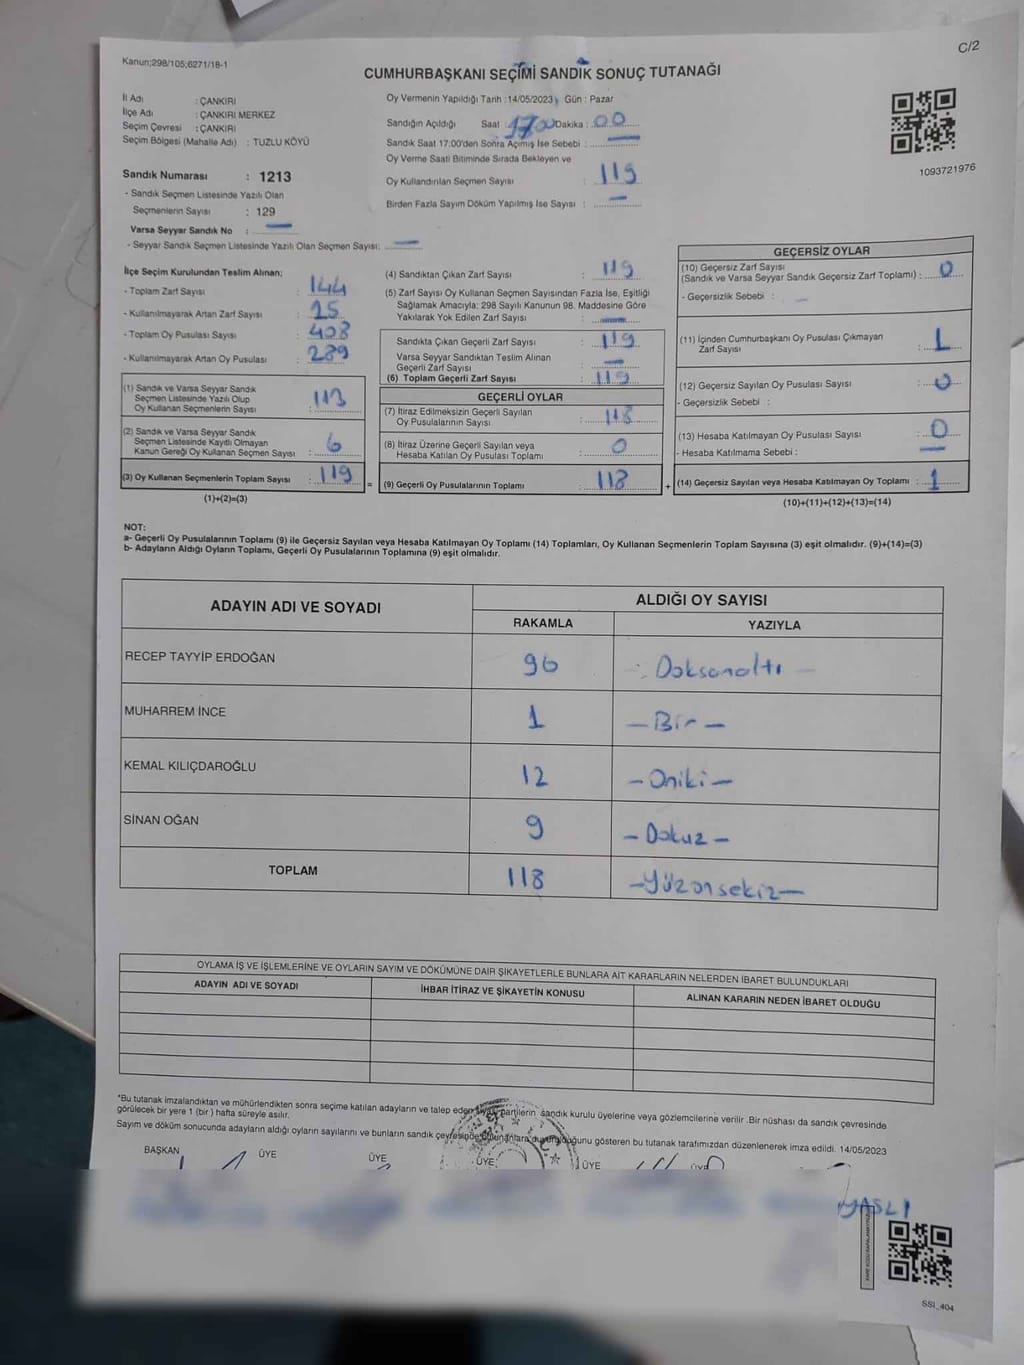 C/2
Kanun;298/105;6271/18-1
CUMHURBAŞKANI SEÇİMİ SANDIK SONUÇ TUTANAĞI
İl Adı : ÇANKIRI
İlçe Adı : ÇANKIRI MERKEZ
Seçim Çevresi : ÇANKIRI
Seçim Bölgesi (Mahalle Adı) : TUZLU KÖYÜ
Sandık Numarası : 1213
- Sandık Seçmen Listesinde Yazılı Olan
Seçmenlerin Sayısı : 129
Varsa Seyyar Sandık No : —
- Seyyar Sandık Seçmen Listesinde Yazılı Olan Seçmen Sayısı: —
Oy Vermenin Yapıldığı Tarih : 14/05/2023 Gün : Pazar
Sandığın Açıldığı Saat : 17 Dakika : 00
Sandık Saat 17:00'den Sonra Açımış İse Sebebi : —
Oy Verme Saati Bitiminde Sırada Bekleyen ve
Oy Kullandırılan Seçmen Sayısı : 119
Birden Fazla Sayım Döküm Yapılmış İse Sayısı : —
1093721976
İlçe Seçim Kurulundan Teslim Alınan;
- Toplam Zarf Sayısı : 144
- Kullanılmayarak Artan Zarf Sayısı : 25
- Toplam Oy Pusulası Sayısı : 408
- Kullanılmayarak Artan Oy Pusulası : 289
(1) Sandık ve Varsa Seyyar Sandık
Seçmen Listesinde Yazılı Olup
Oy Kullanan Seçmenlerin Sayısı : 113
(2) Sandık ve Varsa Seyyar Sandık
Seçmen Listesinde Kayıtlı Olmayan
Kanun Gereği Oy Kullanan Seçmen Sayısı : 6
(3) Oy Kullanan Seçmenlerin Toplam Sayısı : 119
(1)+(2)=(3)
(4) Sandıktan Çıkan Zarf Sayısı : 119
(5) Zarf Sayısı Oy Kullanan Seçmen Sayısından Fazla İse, Eşitliği
Sağlamak Amacıyla; 298 Sayılı Kanunun 98. Maddesine Göre
Yakılarak Yok Edilen Zarf Sayısı : —
Sandıkta Çıkan Geçerli Zarf Sayısı : 119
Varsa Seyyar Sandıktan Teslim Alınan
Geçerli Zarf Sayısı : —
(6) Toplam Geçerli Zarf Sayısı : 119
GEÇERLİ OYLAR
(7) İtiraz Edilmeksizin Geçerli Sayılan
Oy Pusulalarının Sayısı : 118
(8) İtiraz Üzerine Geçerli Sayılan veya
Hesaba Katılan Oy Pusulası Toplamı : 0
(9) Geçerli Oy Pusulalarının Toplamı : 118
=
+
GEÇERSİZ OYLAR
(10) Geçersiz Zarf Sayısı
(Sandık ve Varsa Seyyar Sandık Geçersiz Zarf Toplamı) : 0
- Geçersizlik Sebebi : —
(11) İçinden Cumhurbaşkanı Oy Pusulası Çıkmayan
Zarf Sayısı : 1
(12) Geçersiz Sayılan Oy Pusulası Sayısı : 0
- Geçersizlik Sebebi :
(13) Hesaba Katılmayan Oy Pusulası Sayısı : 0
- Hesaba Katılmama Sebebi : —
(14) Geçersiz Sayılan veya Hesaba Katılmayan Oy Toplamı : 1
(10)+(11)+(12)+(13)=(14)
NOT:
a- Geçerli Oy Pusulalarının Toplamı (9) ile Geçersiz Sayılan veya Hesaba Katılmayan Oy Toplamı (14) Toplamları, Oy Kullanan Seçmenlerin Toplam Sayısına (3) eşit olmalıdır. (9)+(14)=(3)
b- Adayların Aldığı Oyların Toplamı, Geçerli Oy Pusulalarının Toplamına (9) eşit olmalıdır.
ADAYIN ADI VE SOYADI
ALDIĞI OY SAYISI
RAKAMLA YAZIYLA
RECEP TAYYİP ERDOĞAN 96 Doksanaltı —
MUHARREM İNCE 1 — Bir —
KEMAL KILIÇDAROĞLU 12 — Oniki —
SİNAN OĞAN 9 — Dokuz —
TOPLAM 118 — Yüzonsekiz —
OYLAMA İŞ VE İŞLEMLERİNE VE OYLARIN SAYIM VE DÖKÜMÜNE DAİR ŞİKAYETLERLE BUNLARA AİT KARARLARIN NELERDEN İBARET BULUNDUKLARI
ADAYIN ADI VE SOYADI İHBAR İTİRAZ VE ŞİKAYETİN KONUSU ALINAN KARARIN NEDEN İBARET OLDUĞU
*Bu tutanak imzalandıktan ve mühürlendikten sonra seçime katılan adayların ve talep eden siyasi partilerin sandık kurulu üyelerine veya gözlemcilerine verilir .Bir nüshası da sandık çevresinde
görülecek bir yere 1 (bir ) hafta süreyle asılır.
Sayım ve döküm sonucunda adayların aldığı oyların sayılarını ve bunların sandık çevresinde olduğunu gösteren bu tutanak tarafımızdan düzenlenerek imza edildi. 14/05/2023
BAŞKAN ÜYE ÜYE ÜYE ÜYE ÜYE
SSI_404